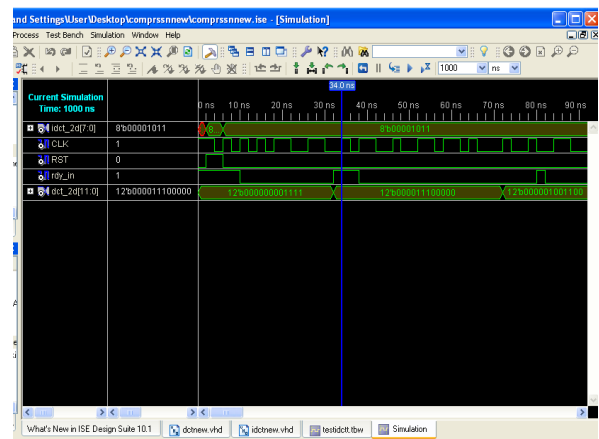 and Settings\User\Desktop\comprssnnew\comprssnnew.ise - [Simulation]
Process Test Bench Simulation Window Help
1000 ns
34.0 ns
Current Simulation
Time: 1000 ns
0 ns 10 ns 20 ns 30 ns 40 ns 50 ns 60 ns 70 ns 80 ns 90 ns
idct_2d[7:0] 8'b00001011 8... 8'b00001011
CLK 1
RST 0
rdy_in 1
dct_2d[11:0] 12'b000011100000 12'b000000001111 12'b000011100000 12'b000001001100
What's New in ISE Design Suite 10.1 dctnew.vhd idctnew.vhd testidctt.tbw Simulation